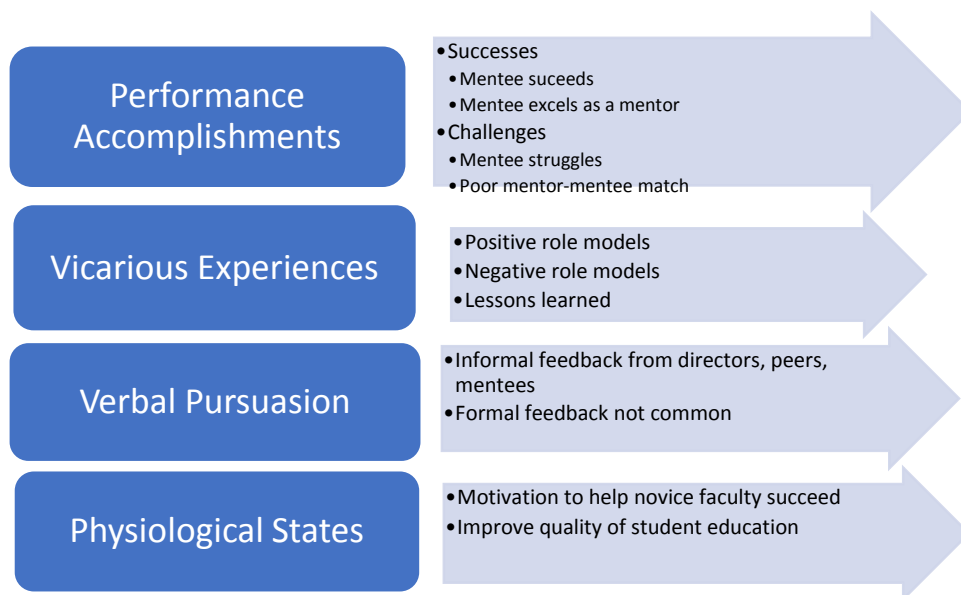 Performance
Accomplishments
•Successes
•Mentee suceeds
•Mentee excels as a mentor
•Challenges
•Mentee struggles
•Poor mentor-mentee match
Vicarious Experiences
•Positive role models
•Negative role models
•Lessons learned
Verbal Pursuasion
•Informal feedback from directors, peers,
mentees
•Formal feedback not common
Physiological States
•Motivation to help novice faculty succeed
•Improve quality of student education